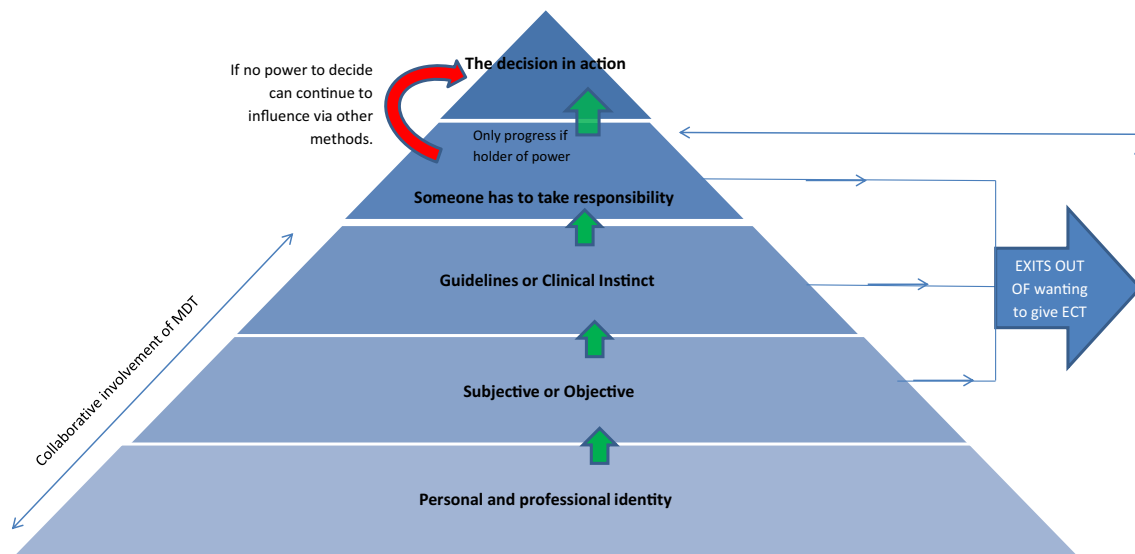 The decision in action
If no power to decide
can continue to
influence via other
methods.
Only progress if
holder of power
Someone has to take responsibility
Guidelines or Clinical Instinct
EXITS OUT
OF wanting
to give ECT
Collaborative involvement of MDT
Subjective or Objective
Personal and professional identity